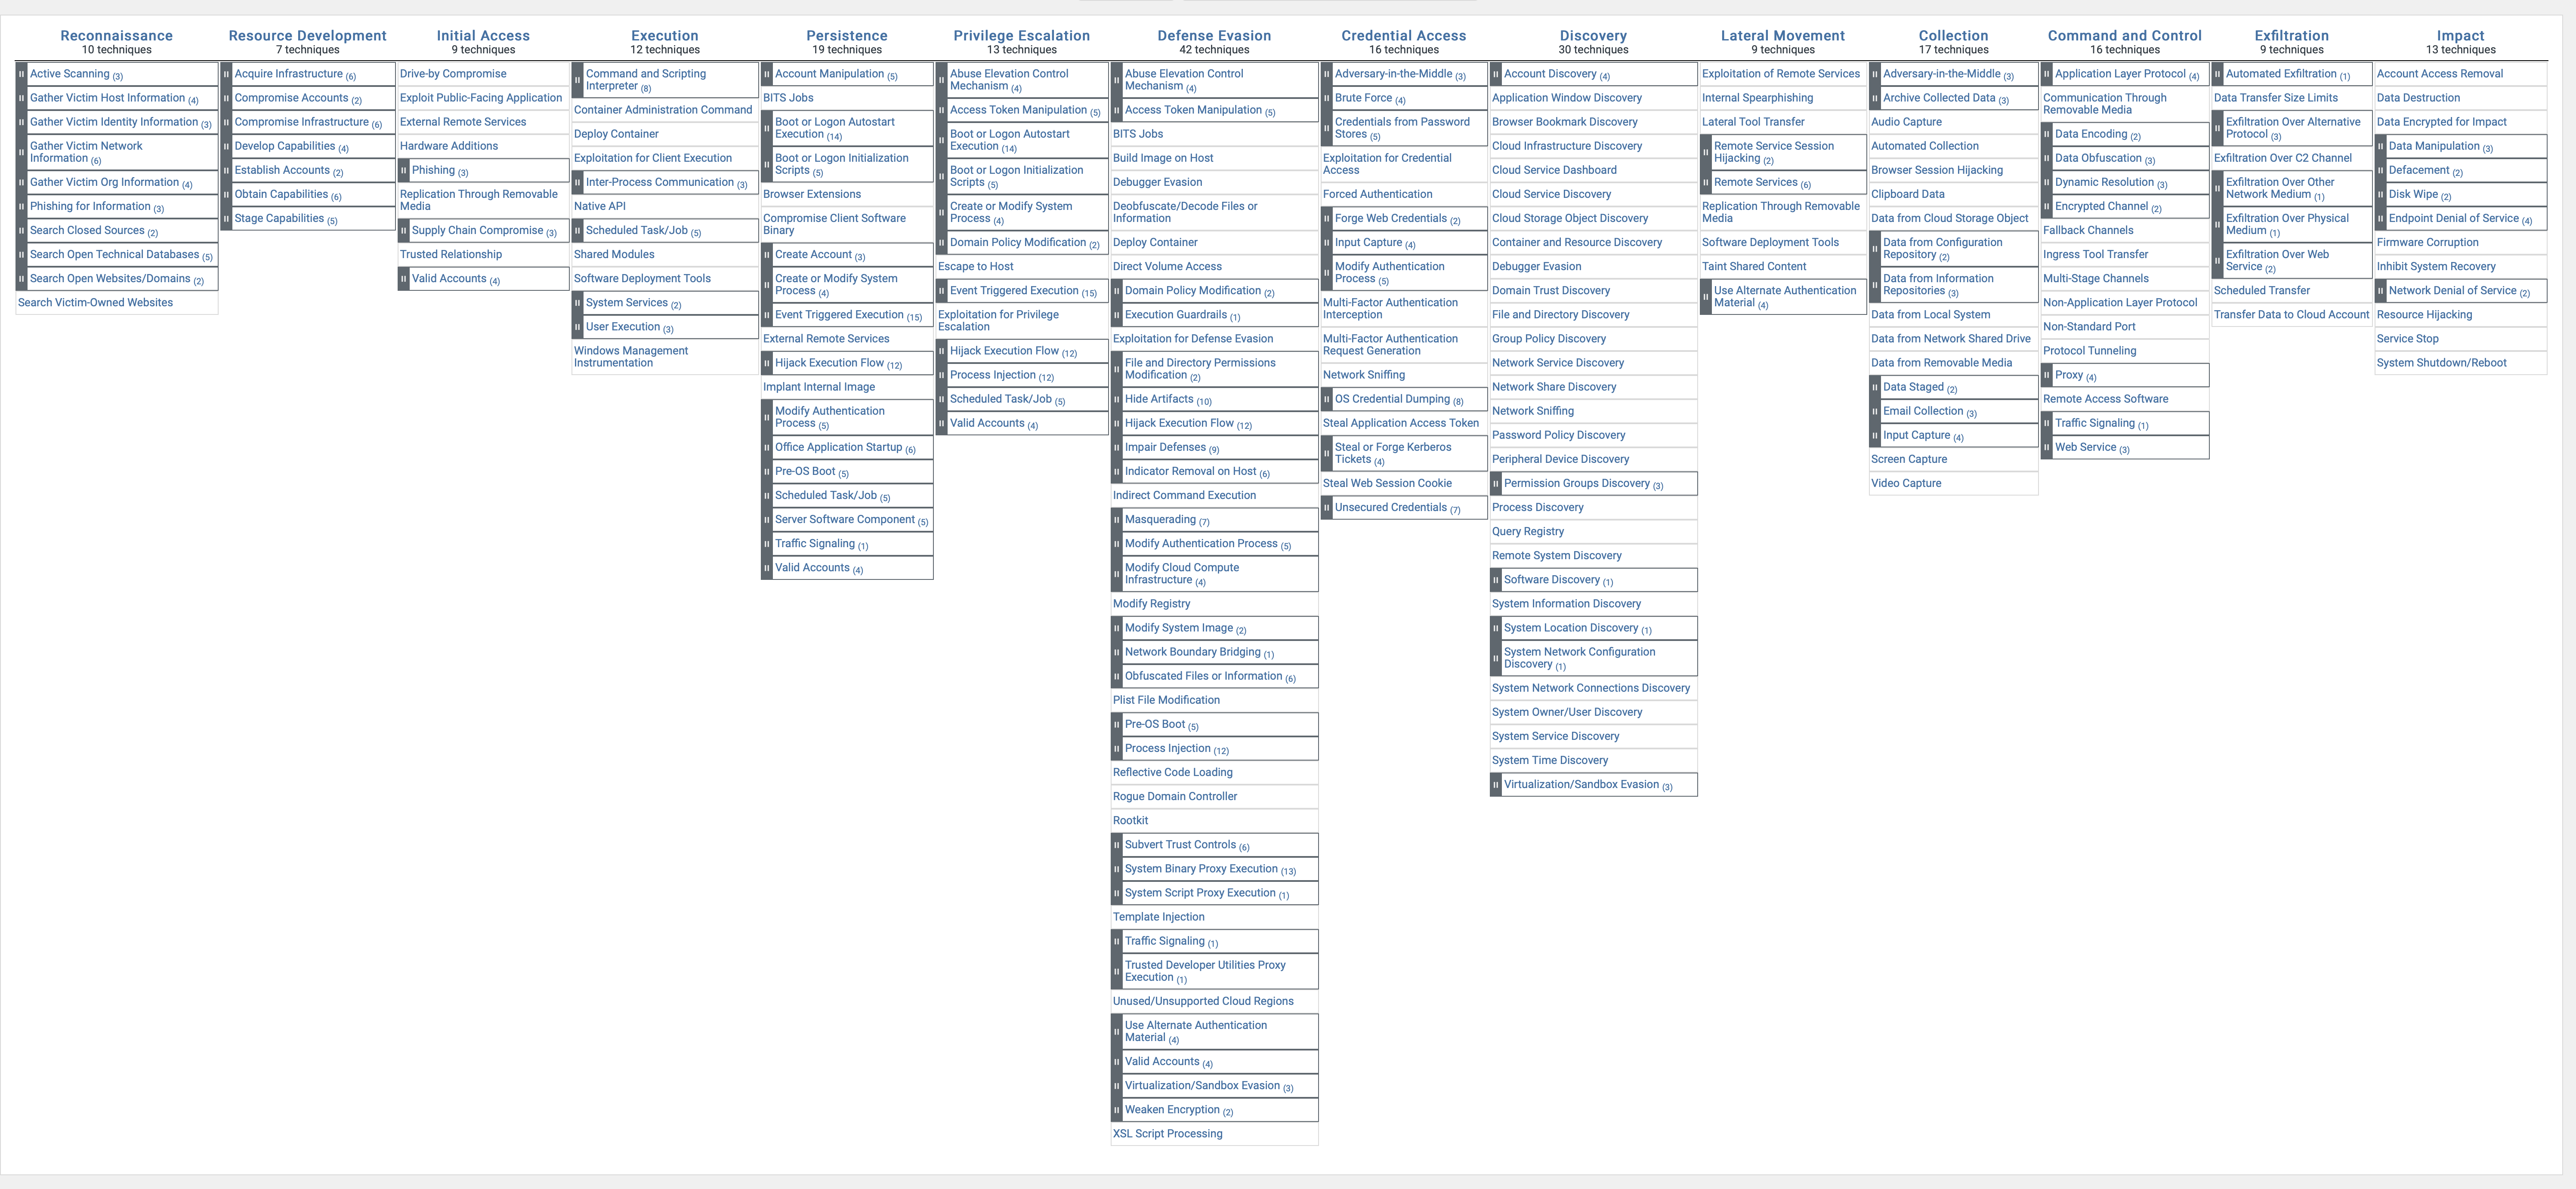 Reconnaissance
10 techniques
Active Scanning (3)
Gather Victim Host Information (4)
Gather Victim Identity Information (3)
Gather Victim Network
Information (6)
Gather Victim Org Information (4)
Phishing for Information (3)
Search Closed Sources (2)
Search Open Technical Databases (5)
Search Open Websites/Domains (2)
Search Victim-Owned Websites
Resource Development
7 techniques
Acquire Infrastructure (6)
Compromise Accounts (2)
Compromise Infrastructure (6)
Develop Capabilities (4)
Establish Accounts (2)
Obtain Capabilities (6)
Stage Capabilities (5)
Initial Access
9 techniques
Drive-by Compromise
Exploit Public-Facing Application
External Remote Services
Hardware Additions
Phishing (3)
Replication Through Removable
Media
Supply Chain Compromise (3)
Trusted Relationship
Valid Accounts (4)
Execution
12 techniques
Command and Scripting
Interpreter (8)
Container Administration Command
Deploy Container
Exploitation for Client Execution
Inter-Process Communication (3)
Native API
Scheduled Task/Job (5)
Shared Modules
Software Deployment Tools
System Services (2)
User Execution (3)
Windows Management
Instrumentation
Persistence
19 techniques
Account Manipulation (5)
BITS Jobs
Boot or Logon Autostart
Execution (14)
Boot or Logon Initialization
Scripts (5)
Browser Extensions
Compromise Client Software
Binary
Create Account (3)
Create or Modify System
Process (4)
Event Triggered Execution (15)
External Remote Services
Hijack Execution Flow (12)
Implant Internal Image
Modify Authentication
Process (5)
Office Application Startup (6)
Pre-OS Boot (5)
Scheduled Task/Job (5)
Server Software Component (5)
Traffic Signaling (1)
Valid Accounts (4)
Privilege Escalation
13 techniques
Abuse Elevation Control
Mechanism (4)
Access Token Manipulation (5)
Boot or Logon Autostart
Execution (14)
Boot or Logon Initialization
Scripts (5)
Create or Modify System
Process (4)
Domain Policy Modification (2)
Escape to Host
Event Triggered Execution (15)
Exploitation for Privilege
Escalation
Hijack Execution Flow (12)
Process Injection (12)
Scheduled Task/Job (5)
Valid Accounts (4)
Defense Evasion
42 techniques
Abuse Elevation Control
Mechanism (4)
Access Token Manipulation (5)
BITS Jobs
Build Image on Host
Debugger Evasion
Deobfuscate/Decode Files or
Information
Deploy Container
Direct Volume Access
Domain Policy Modification (2)
Execution Guardrails (1)
Exploitation for Defense Evasion
File and Directory Permissions
Modification (2)
Hide Artifacts (10)
Hijack Execution Flow (12)
Impair Defenses (9)
Indicator Removal on Host (6)
Indirect Command Execution
Masquerading (7)
Modify Authentication Process (5)
Modify Cloud Compute
Infrastructure (4)
Modify Registry
Modify System Image (2)
Network Boundary Bridging (1)
Obfuscated Files or Information (6)
Plist File Modification
Pre-OS Boot (5)
Process Injection (12)
Reflective Code Loading
Rogue Domain Controller
Rootkit
Subvert Trust Controls (6)
System Binary Proxy Execution (13)
System Script Proxy Execution (1)
Template Injection
Traffic Signaling (1)
Trusted Developer Utilities Proxy
Execution (1)
Unused/Unsupported Cloud Regions
Use Alternate Authentication
Material (4)
Valid Accounts (4)
Virtualization/Sandbox Evasion (3)
Weaken Encryption (2)
XSL Script Processing
Credential Access
16 techniques
Adversary-in-the-Middle (3)
Brute Force (4)
Credentials from Password
Stores (5)
Exploitation for Credential
Access
Forced Authentication
Forge Web Credentials (2)
Input Capture (4)
Modify Authentication
Process (5)
Multi-Factor Authentication
Interception
Multi-Factor Authentication
Request Generation
Network Sniffing
OS Credential Dumping (8)
Steal Application Access Token
Steal or Forge Kerberos
Tickets (4)
Steal Web Session Cookie
Unsecured Credentials (7)
Discovery
30 techniques
Account Discovery (4)
Application Window Discovery
Browser Bookmark Discovery
Cloud Infrastructure Discovery
Cloud Service Dashboard
Cloud Service Discovery
Cloud Storage Object Discovery
Container and Resource Discovery
Debugger Evasion
Domain Trust Discovery
File and Directory Discovery
Group Policy Discovery
Network Service Discovery
Network Share Discovery
Network Sniffing
Password Policy Discovery
Peripheral Device Discovery
Permission Groups Discovery (3)
Process Discovery
Query Registry
Remote System Discovery
Software Discovery (1)
System Information Discovery
System Location Discovery (1)
System Network Configuration
Discovery (1)
System Network Connections Discovery
System Owner/User Discovery
System Service Discovery
System Time Discovery
Virtualization/Sandbox Evasion (3)
Lateral Movement
9 techniques
Exploitation of Remote Services
Internal Spearphishing
Lateral Tool Transfer
Remote Service Session
Hijacking (2)
Remote Services (6)
Replication Through Removable
Media
Software Deployment Tools
Taint Shared Content
Use Alternate Authentication
Material (4)
Collection
17 techniques
Adversary-in-the-Middle (3)
Archive Collected Data (3)
Audio Capture
Automated Collection
Browser Session Hijacking
Clipboard Data
Data from Cloud Storage Object
Data from Configuration
Repository (2)
Data from Information
Repositories (3)
Data from Local System
Data from Network Shared Drive
Data from Removable Media
Data Staged (2)
Email Collection (3)
Input Capture (4)
Screen Capture
Video Capture
Command and Control
16 techniques
Application Layer Protocol (4)
Communication Through
Removable Media
Data Encoding (2)
Data Obfuscation (3)
Dynamic Resolution (3)
Encrypted Channel (2)
Fallback Channels
Ingress Tool Transfer
Multi-Stage Channels
Non-Application Layer Protocol
Non-Standard Port
Protocol Tunneling
Proxy (4)
Remote Access Software
Traffic Signaling (1)
Web Service (3)
Exfiltration
9 techniques
Automated Exfiltration (1)
Data Transfer Size Limits
Exfiltration Over Alternative
Protocol (3)
Exfiltration Over C2 Channel
Exfiltration Over Other
Network Medium (1)
Exfiltration Over Physical
Medium (1)
Exfiltration Over Web
Service (2)
Scheduled Transfer
Transfer Data to Cloud Account
Impact
13 techniques
Account Access Removal
Data Destruction
Data Encrypted for Impact
Data Manipulation (3)
Defacement (2)
Disk Wipe (2)
Endpoint Denial of Service (4)
Firmware Corruption
Inhibit System Recovery
Network Denial of Service (2)
Resource Hijacking
Service Stop
System Shutdown/Reboot